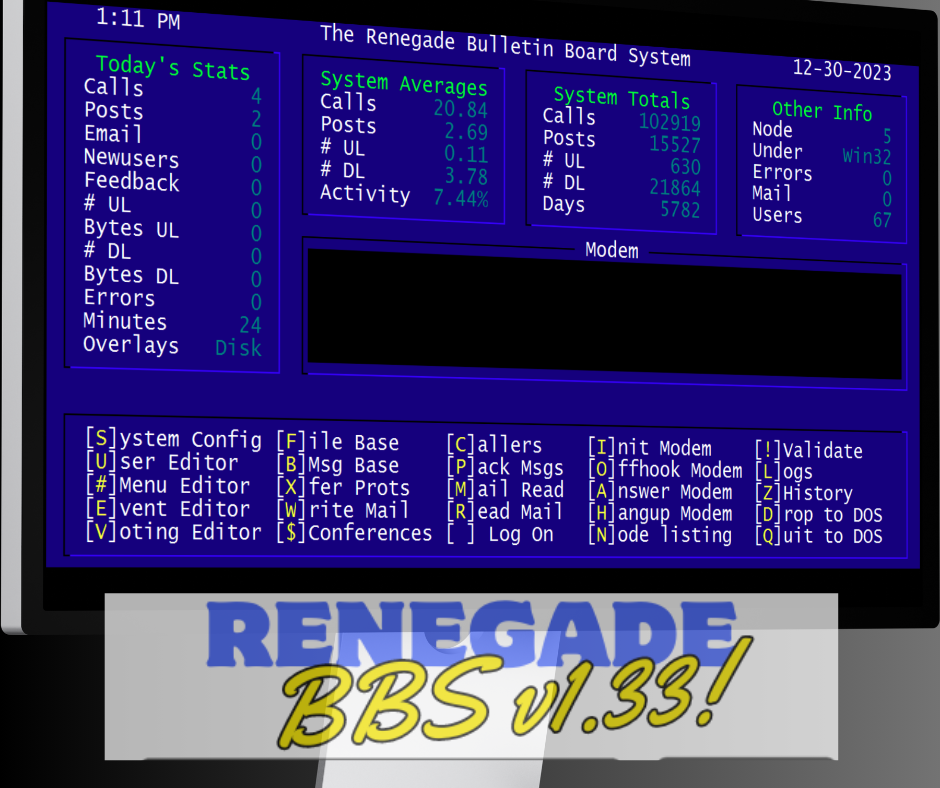 1:11 PM
The Renegade Bulletin Board System
12-30-2023
Today's Stats
Calls 4
Posts 2
Email 0
Newusers 0
Feedback 0
# UL 0
Bytes UL 0
# DL 0
Bytes DL 0
Errors 0
Minutes 24
Overlays Disk
System Averages
Calls 20.84
Posts 2.69
# UL 0.11
# DL 3.78
Activity 7.44%
System Totals
Calls 102919
Posts 15527
# UL 630
# DL 21864
Days 5782
Other Info
Node 5
Under Win32
Errors 0
Mail 0
Users 67
Modem
[S]ystem Config [F]ile Base [C]allers [I]nit Modem [!]Validate
[U]ser Editor [B]Msg Base [P]ack Msgs [O]ffhook Modem [L]ogs
[#]Menu Editor [X]fer Prots [M]ail Read [A]nswer Modem [Z]History
[E]vent Editor [W]rite Mail [R]ead Mail [H]angup Modem [D]rop to DOS
[V]oting Editor [$]Conferences [ ] Log On [N]ode listing [Q]uit to DOS
RENEGADE
BBS v1.33!